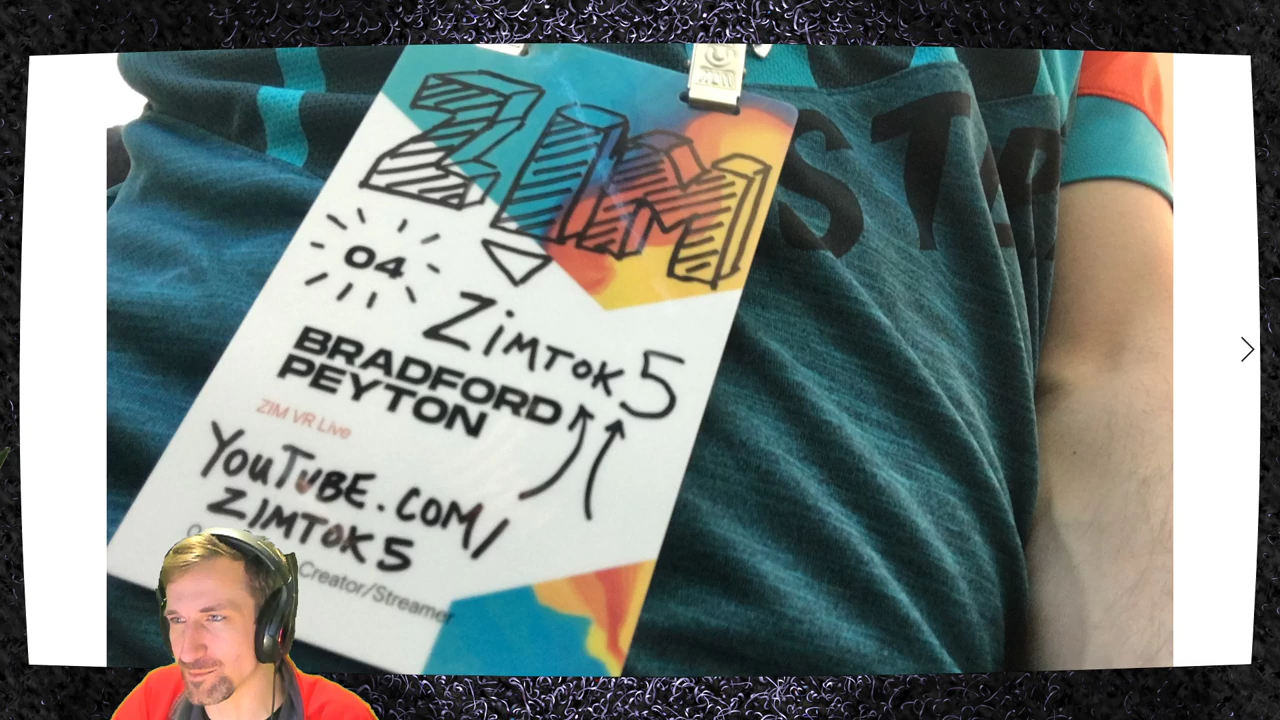 ZIM
04
ZIMTOK5
BRADFORD
PEYTON
ZIM VR Live
YOUTUBE.COM/
ZIMTOK5
Creator/Streamer